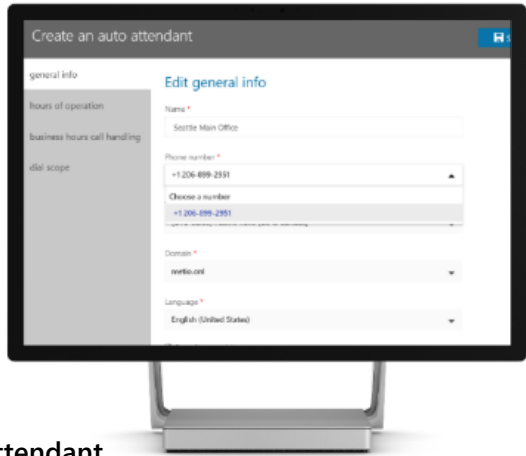 Create an auto attendant
general info
Edit general info
hours of operation
Name *
Seattle Main Office
business hours call handling
Phone number *
dial scope
+1 206-899-2951
Choose a number
+1 206-899-2951
Domain *
Language *
English (United States)
ttendant